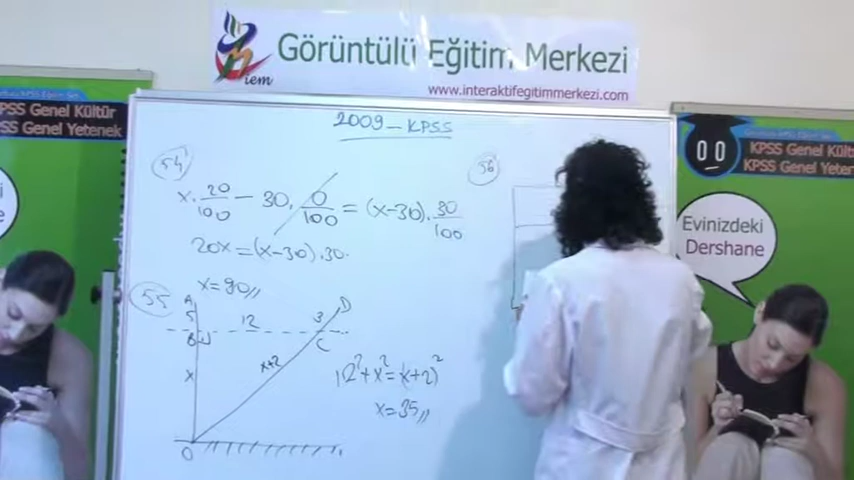 iem
Görüntülü Eğitim Merkezi
www.interaktifegitimmerkezi.com
KPSS Genel Kültür
KPSS Genel Yetenek
2009 - KPSS
54
x. 20/100 - 30. 0/100 = (x-30). 30/100
20x = (x-30).30.
x=90//
55
A
5
B
12
3
D
C
x
x+2
O
12² + x² = (x+2)²
x=35//
56
KPSS Genel Kültür
KPSS Genel Yetenek
Evinizdeki
Dershane